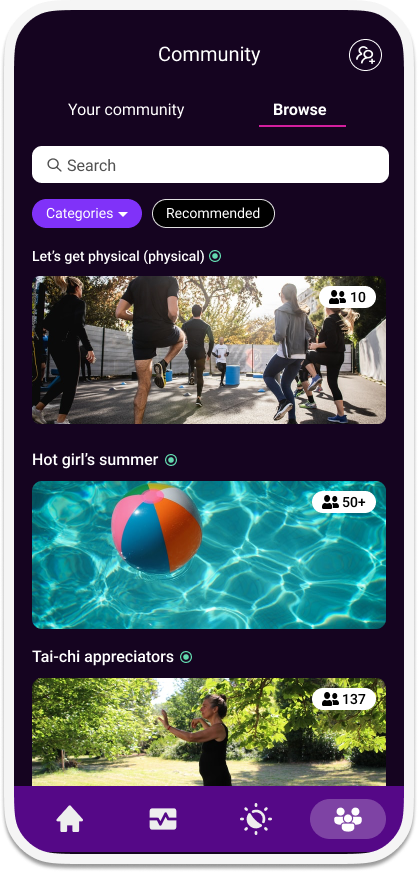 Community
Your community
Browse
Search
Categories
Recommended
Let's get physical (physical)
10
Hot girl's summer
50+
Tai-chi appreciators
137